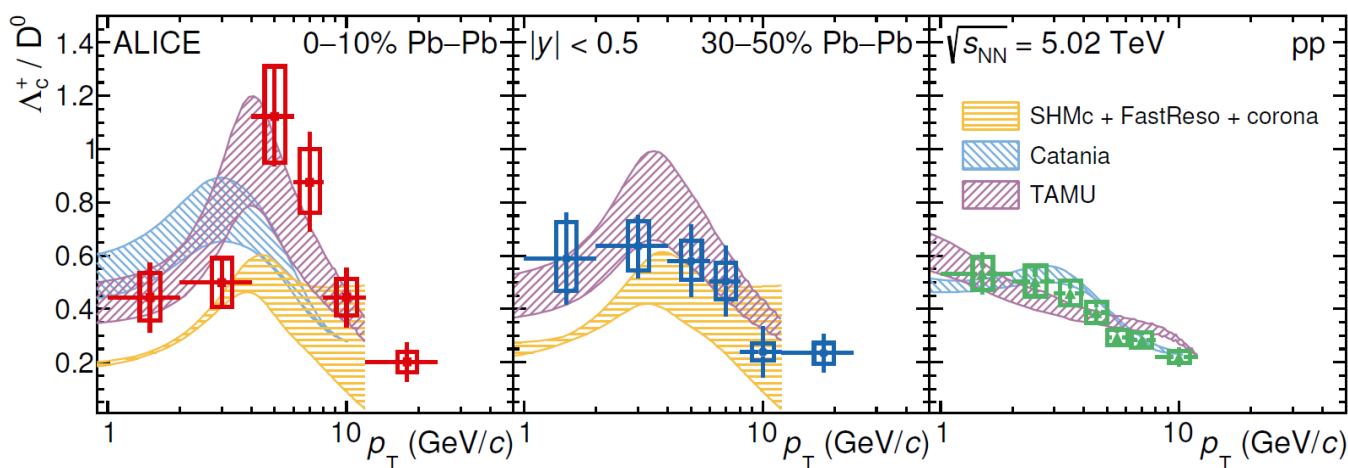 Λc+ / D0
1.4
1.2
1
0.8
0.6
0.4
0.2
ALICE
0–10% Pb–Pb
|y| < 0.5
30–50% Pb–Pb
√sNN = 5.02 TeV
pp
SHMc + FastReso + corona
Catania
TAMU
1
10
pT (GeV/c)
1
10
pT (GeV/c)
1
10
pT (GeV/c)